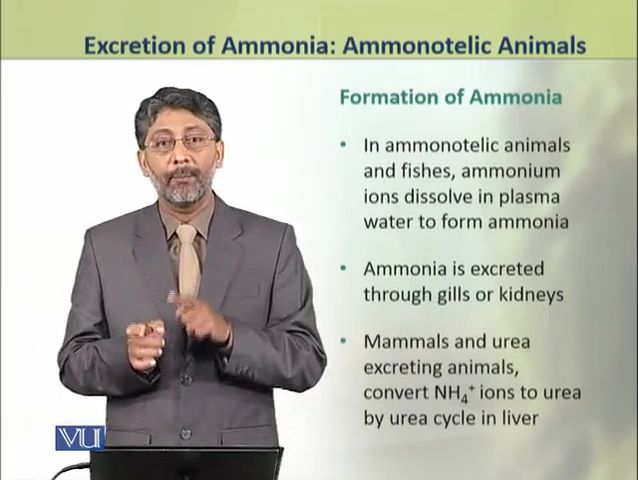 Excretion of Ammonia: Ammonotelic Animals
Formation of Ammonia
• In ammonotelic animals
and fishes, ammonium
ions dissolve in plasma
water to form ammonia
• Ammonia is excreted
through gills or kidneys
• Mammals and urea
excreting animals,
convert NH₄⁺ ions to urea
by urea cycle in liver
VU